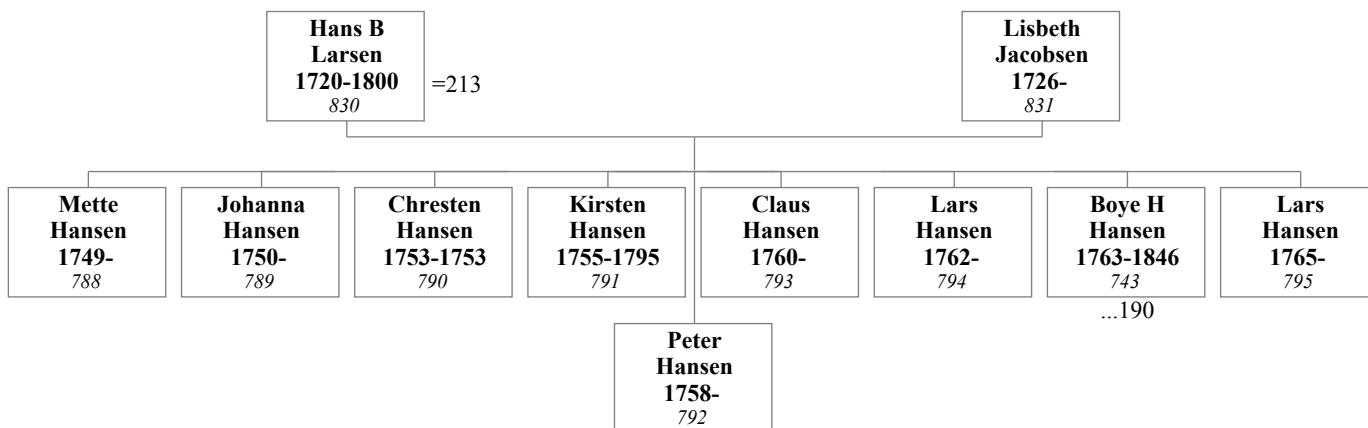 Hans B
Larsen
1720-1800
830
=213
Lisbeth
Jacobsen
1726-
831
Mette
Hansen
1749-
788
Johanna
Hansen
1750-
789
Chresten
Hansen
1753-1753
790
Kirsten
Hansen
1755-1795
791
Claus
Hansen
1760-
793
Lars
Hansen
1762-
794
Boye H
Hansen
1763-1846
743
...190
Lars
Hansen
1765-
795
Peter
Hansen
1758-
792